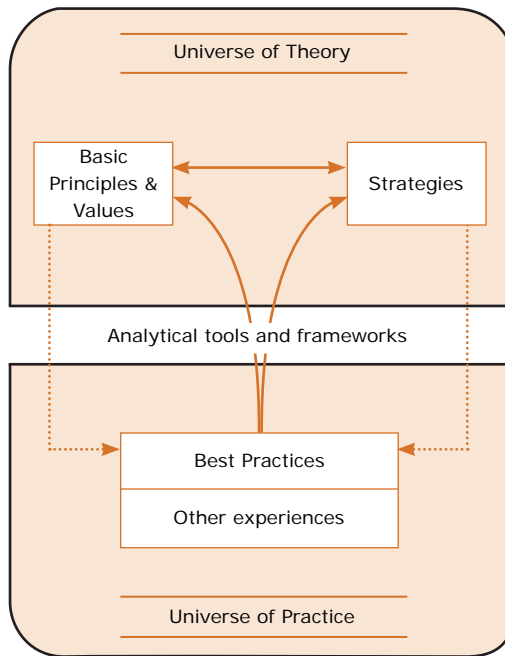 Universe of Theory
Basic
Principles &
Values
Strategies
Analytical tools and frameworks
Best Practices
Other experiences
Universe of Practice